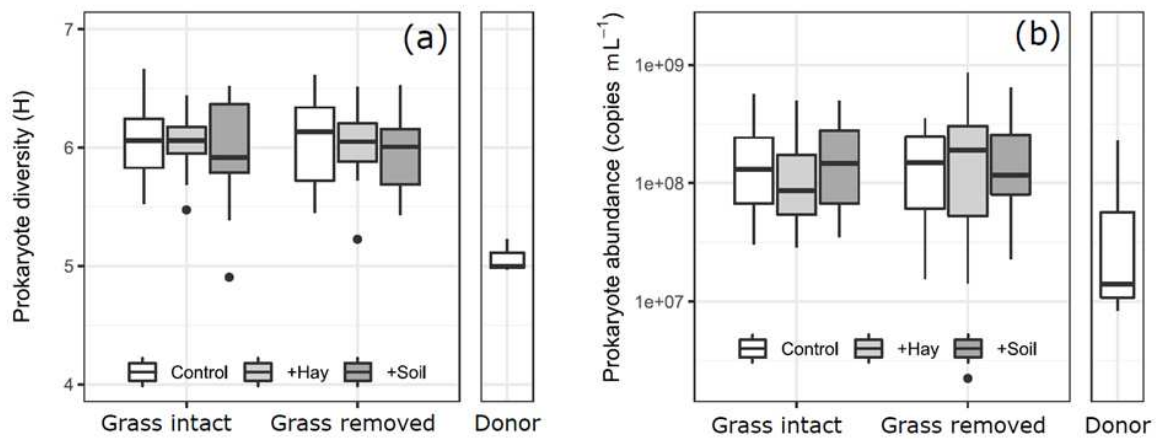 (a)
Prokaryote diversity (H)
7
6
5
4
Control +Hay +Soil
Grass intact Grass removed Donor
(b)
Prokaryote abundance (copies mL−1)
1e+09
1e+08
1e+07
Control +Hay +Soil
Grass intact Grass removed Donor